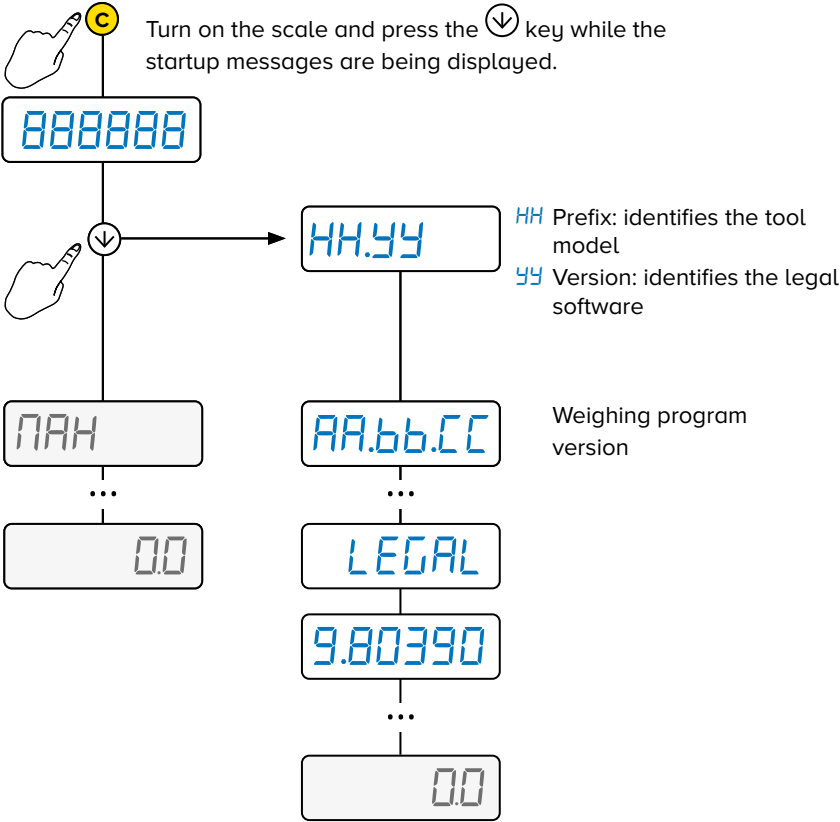 C
Turn on the scale and press the ↓ key while the
startup messages are being displayed.
888888
↓
HH.YY
HH Prefix: identifies the tool
model
YY Version: identifies the legal
software
MAH
AA.bb.CC
Weighing program
version
...
...
0.0
LEGAL
9.80390
...
0.0